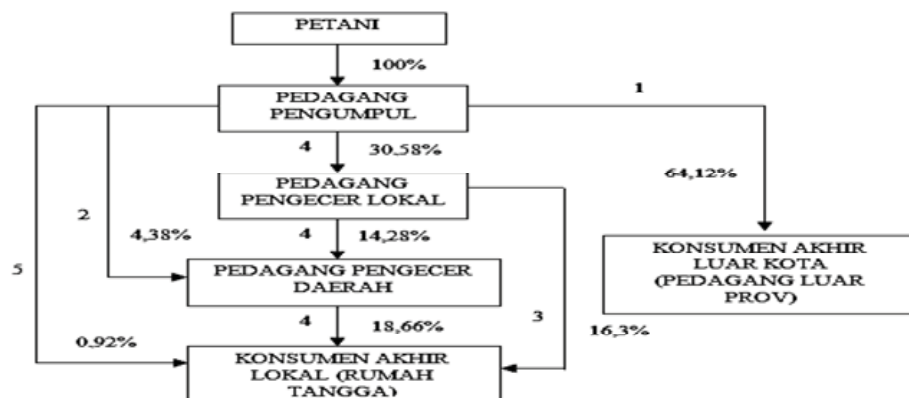 PETANI
100%
PEDAGANG
PENGUMPUL
1
4
30.58%
64,12%
PEDAGANG
PENGECER LOKAL
2
4,38%
4
14,28%
5
KONSUMEN AKHIR
LUAR KOTA
(PEDAGANG LUAR
PROV)
PEDAGANG PENGECER
DAERAH
3
16,3%
4
18,66%
0,92%
KONSUMEN AKHIR
LOKAL (RUMAH
TANGGA)